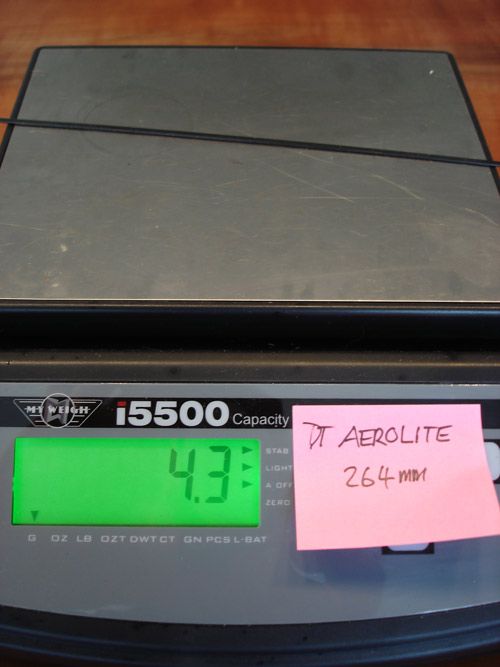 MY WEIGH
i5500 Capacity
DT AEROLITE
264mm
4.3
STAB
LIGHT
A OFF
ZERO
G OZ LB OZT DWT CT GN PCS L-BAT